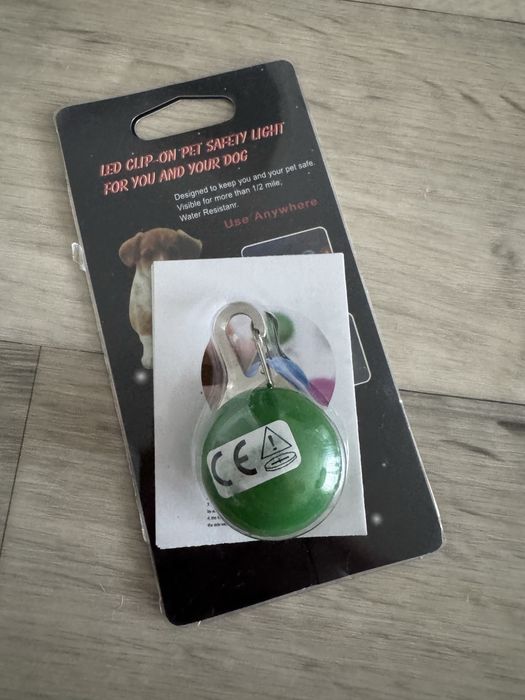 LED CLIP-ON PET SAFETY LIGHT
FOR YOU AND YOUR DOG
Designed to keep you and your pet safe.
Visible for more than 1/2 mile,
Water Resistanr.
Use Anywhere
CE